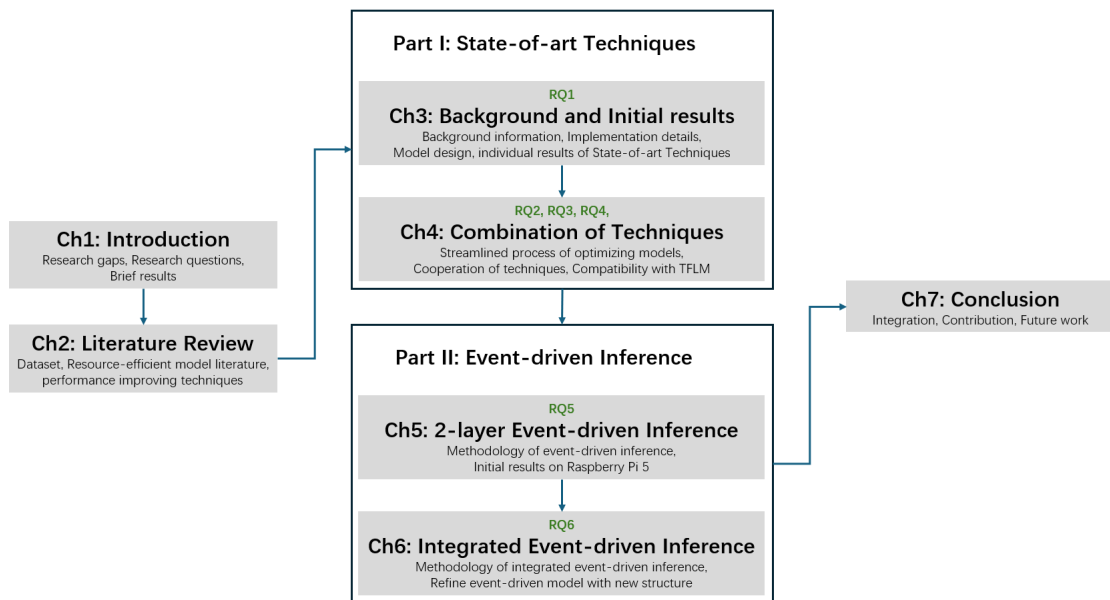 Ch1: Introduction
Research gaps, Research questions,
Brief results
Ch2: Literature Review
Dataset, Resource-efficient model literature,
performance improving techniques
Part I: State-of-art Techniques
RQ1
Ch3: Background and Initial results
Background information, Implementation details,
Model design, individual results of State-of-art Techniques
RQ2, RQ3, RQ4,
Ch4: Combination of Techniques
Streamlined process of optimizing models,
Cooperation of techniques, Compatibility with TFLM
Part II: Event-driven Inference
RQ5
Ch5: 2-layer Event-driven Inference
Methodology of event-driven inference,
Initial results on Raspberry Pi 5
RQ6
Ch6: Integrated Event-driven Inference
Methodology of integrated event-driven inference,
Refine event-driven model with new structure
Ch7: Conclusion
Integration, Contribution, Future work